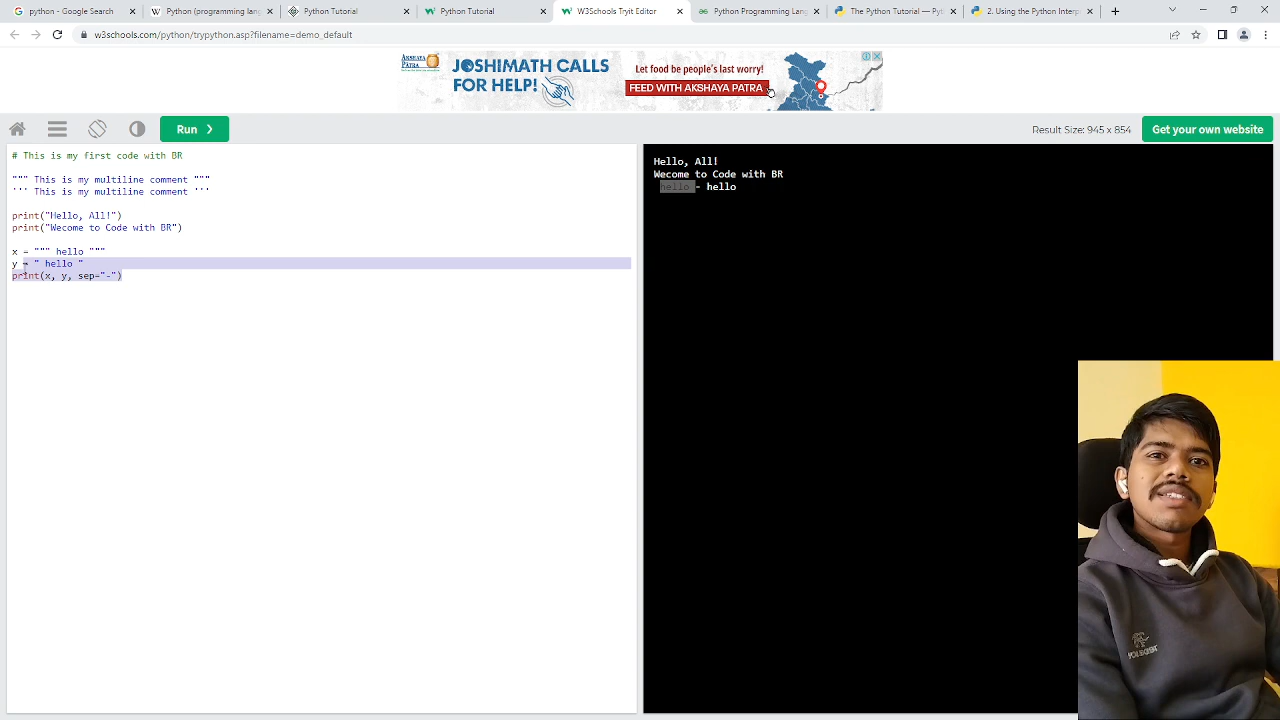 python - Google Search
Python (programming lang
Python Tutorial
Python Tutorial
W3Schools Tryit Editor
Python Programming Lang
The Python Tutorial — Pyt
2. Using the Python Interp
w3schools.com/python/trypython.asp?filename=demo_default
AKSHAYA
PATRA
JOSHIMATH CALLS
FOR HELP!
Let food be people's last worry!
FEED WITH AKSHAYA PATRA
Run ❯
Result Size: 945 x 854
Get your own website
# This is my first code with BR
""" This is my multiline comment """
''' This is my multiline comment '''
print("Hello, All!")
print("Wecome to Code with BR")
x = """ hello """
y = " hello "
print(x, y, sep="-")
Hello, All!
Wecome to Code with BR
hello - hello